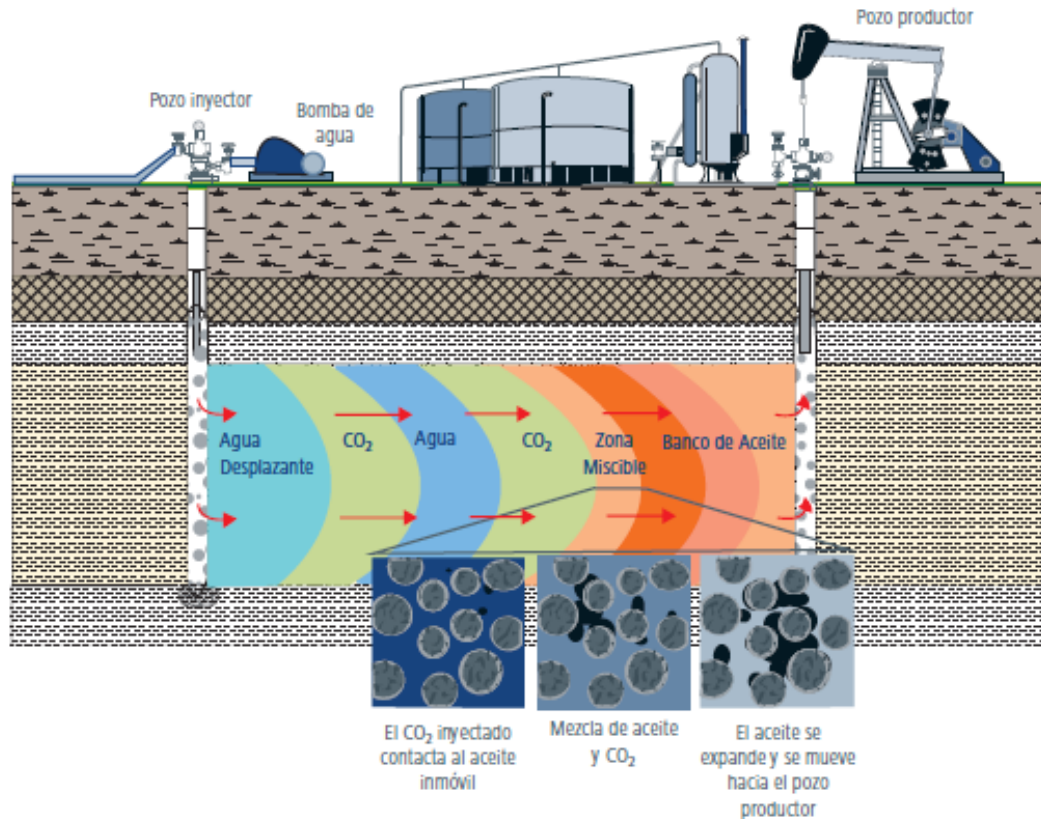 Pozo productor
Pozo inyector
Bomba de
agua
Agua
Desplazante
CO₂
Agua
CO₂
Zona
Miscible
Banco de Aceite
El CO₂ inyectado
contacta al aceite
inmóvil
Mezcla de aceite
y CO₂
El aceite se
expande y se mueve
hacia el pozo
productor